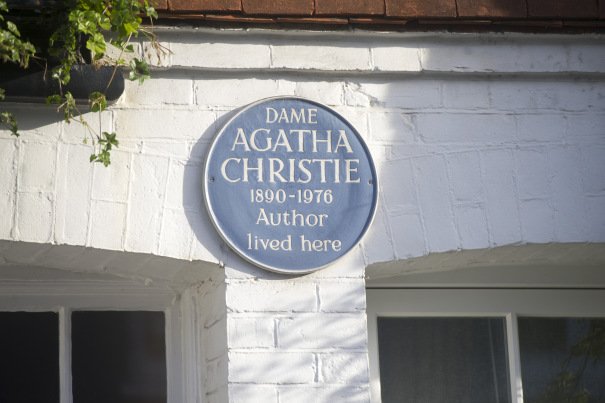 DAME
AGATHA
CHRISTIE
1890-1976
Author
lived here